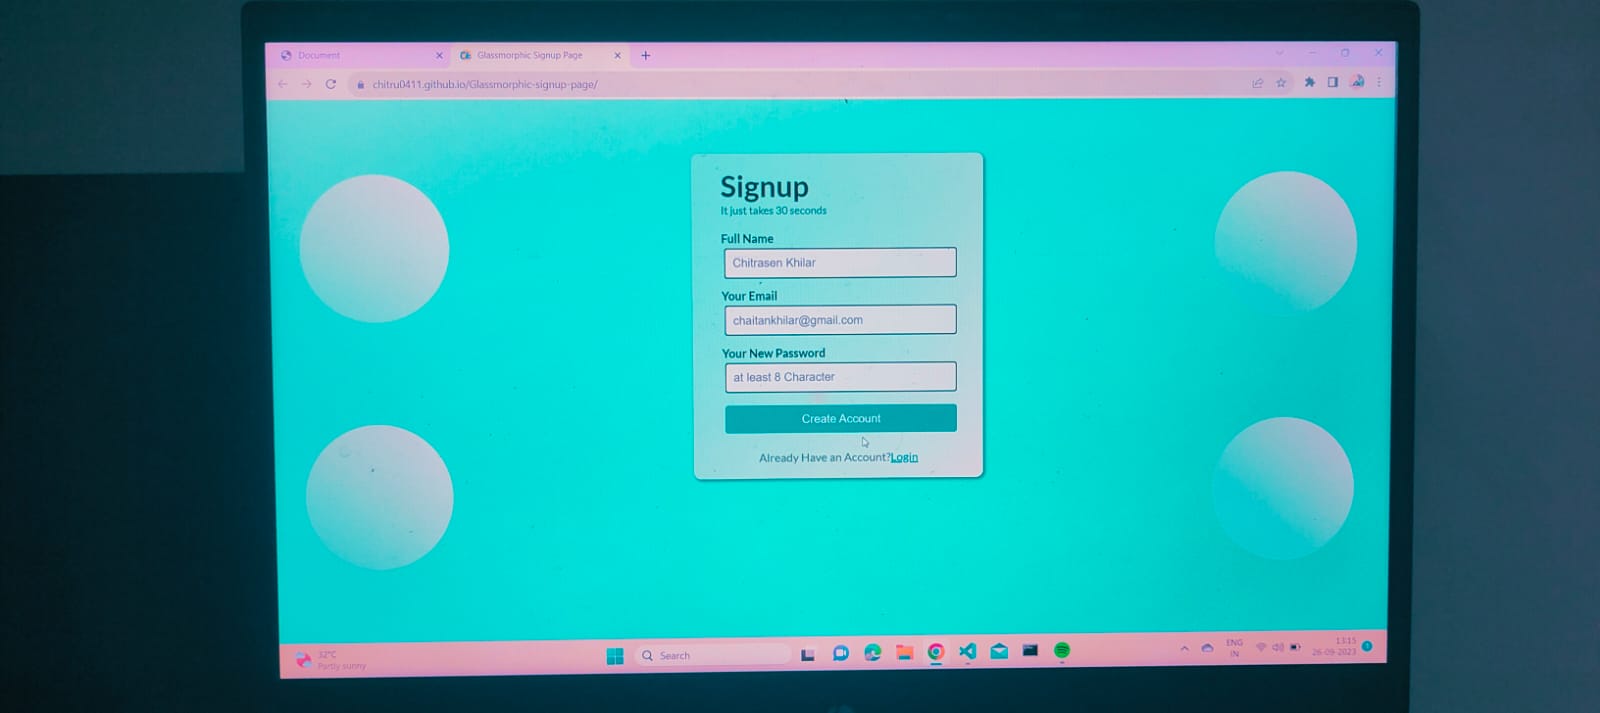 Document
Glassmorphic Signup Page
chitru0411.github.io/Glassmorphic-signup-page/
Signup
It just takes 30 seconds
Full Name
Chitrasen Khilar
Your Email
chaitankhilar@gmail.com
Your New Password
at least 8 Character
Create Account
Already Have an Account?Login
32°C
Partly sunny
Search
ENG
IN
13:15
26-09-2023